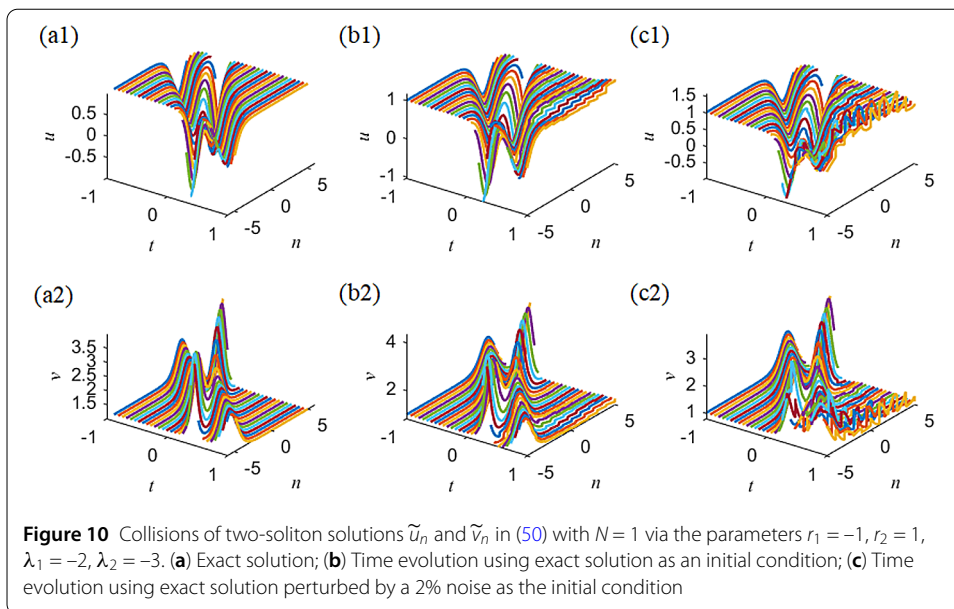 (a1)
(b1)
(c1)
0.5
0
-0.5
u
-1
0
1
t
-5
0
5
n
1
0
-1
u
-1
0
1
t
-5
0
5
n
1.5
1
0.5
0
-0.5
u
-1
0
1
t
-5
0
5
n
(a2)
(b2)
(c2)
3.5
3
2.5
2
1.5
v
-1
0
1
t
-5
0
5
n
4
2
v
-1
0
1
t
-5
0
5
n
3
2
1
v
-1
0
1
t
-5
0
5
n
Figure 10 Collisions of two-soliton solutions ũₙ and ṽₙ in (50) with N = 1 via the parameters r₁ = –1, r₂ = 1,
λ₁ = –2, λ₂ = –3. (a) Exact solution; (b) Time evolution using exact solution as an initial condition; (c) Time
evolution using exact solution perturbed by a 2% noise as the initial condition